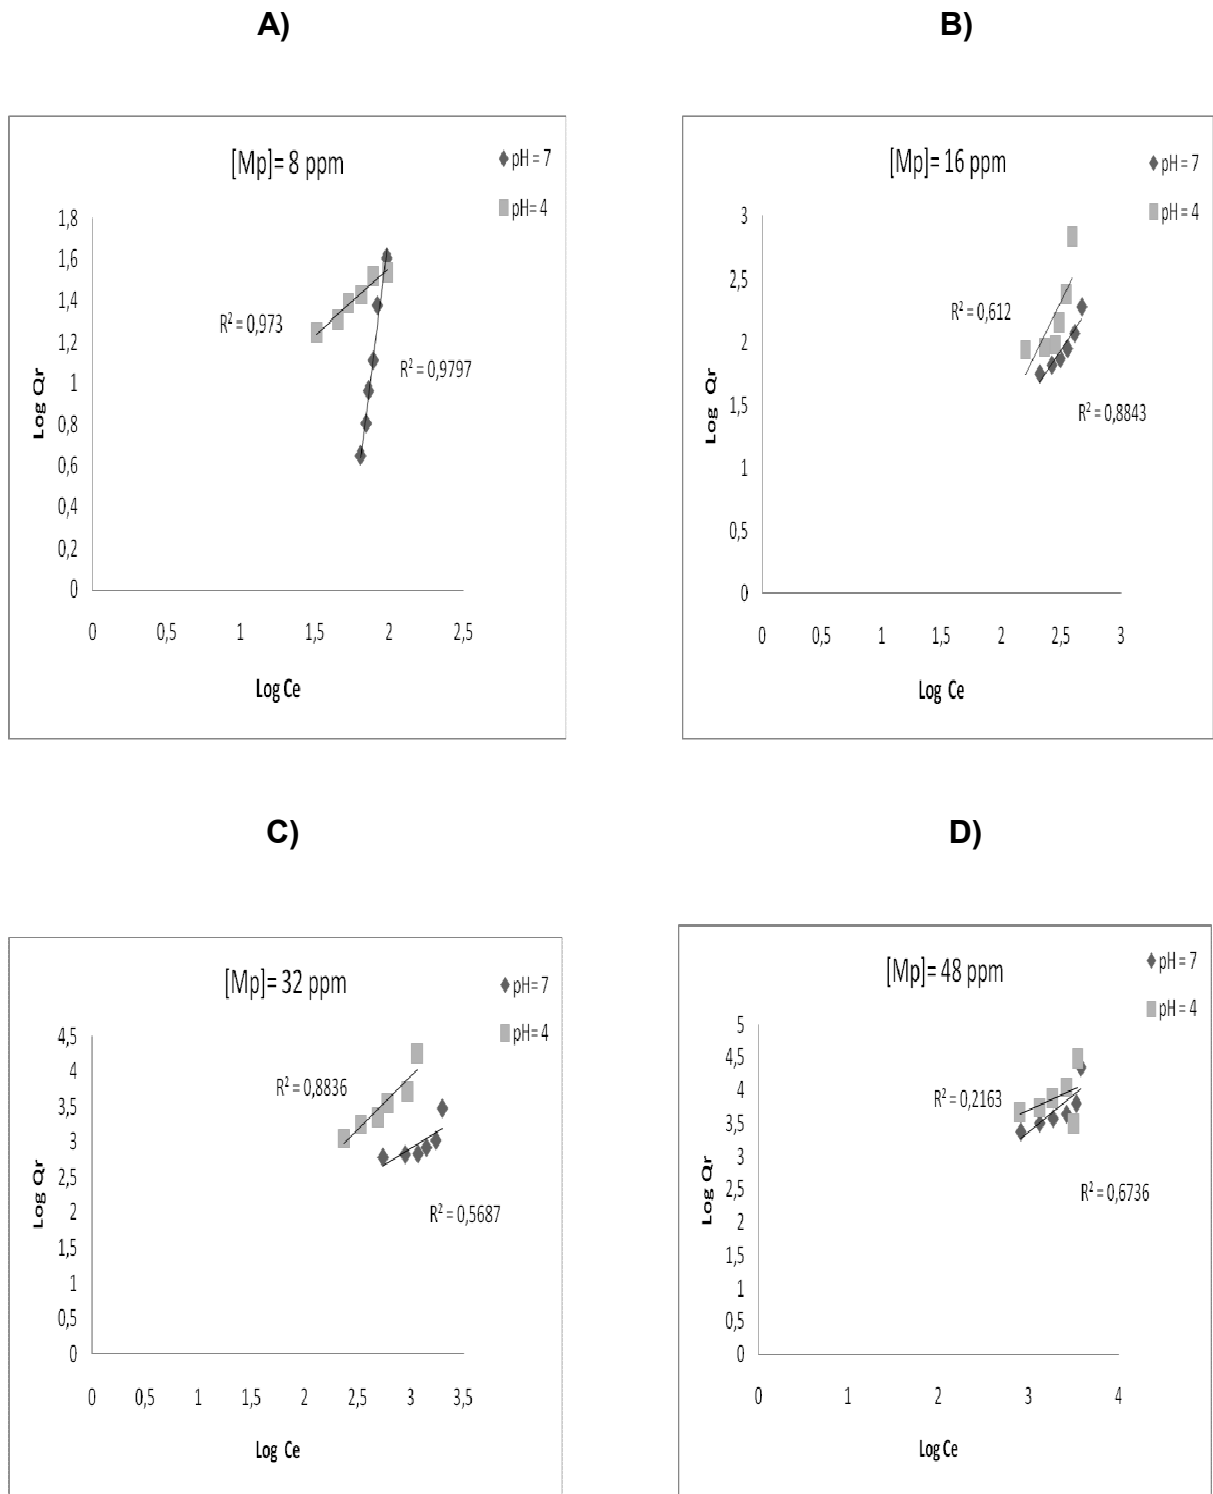 A)
[Mp]= 8 ppm
pH = 7
pH= 4
1,8
1,6
1,4
1,2
1
0,8
0,6
0,4
0,2
0
R² = 0,973
R² = 0,9797
Log Qr
0 0,5 1 1,5 2 2,5
Log Ce
B)
[Mp]= 16 ppm
pH = 7
pH = 4
3
2,5
2
1,5
1
0,5
0
R² = 0,612
R² = 0,8843
Log Qr
0 0,5 1 1,5 2 2,5 3
Log Ce
C)
[Mp]= 32 ppm
pH = 7
pH = 4
4,5
4
3,5
3
2,5
2
1,5
1
0,5
0
R² = 0,8836
R² = 0,5687
Log Qr
0 0,5 1 1,5 2 2,5 3 3,5
Log Ce
D)
[Mp]= 48 ppm
pH = 7
pH = 4
5
4,5
4
3,5
3
2,5
2
1,5
1
0,5
0
R² = 0,2163
R² = 0,6736
Log Qr
0 1 2 3 4
Log Ce